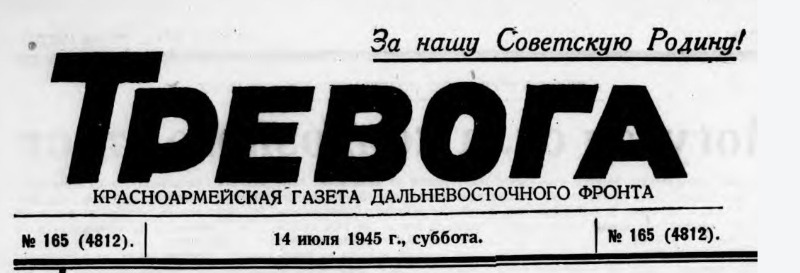 За нашу Советскую Родину!
ТРЕВОГА
КРАСНОАРМЕЙСКАЯ ГАЗЕТА ДАЛЬНЕВОСТОЧНОГО ФРОНТА
№ 165 (4812). 14 июля 1945 г., суббота. № 165 (4812).